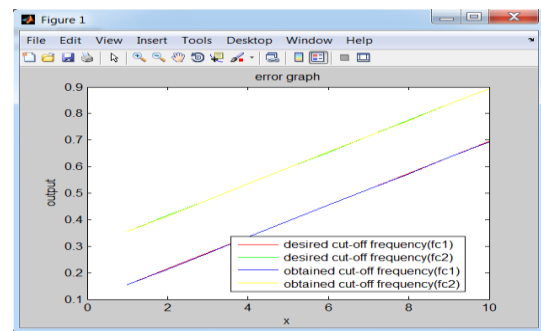 Figure 1
File Edit View Insert Tools Desktop Window Help
error graph
0.9
0.8
0.7
0.6
0.5
0.4
0.3
0.2
0.1
output
desired cut-off frequency(fc1)
desired cut-off frequency(fc2)
obtained cut-off frequency(fc1)
obtained cut-off frequency(fc2)
0 2 4 6 8 10
x